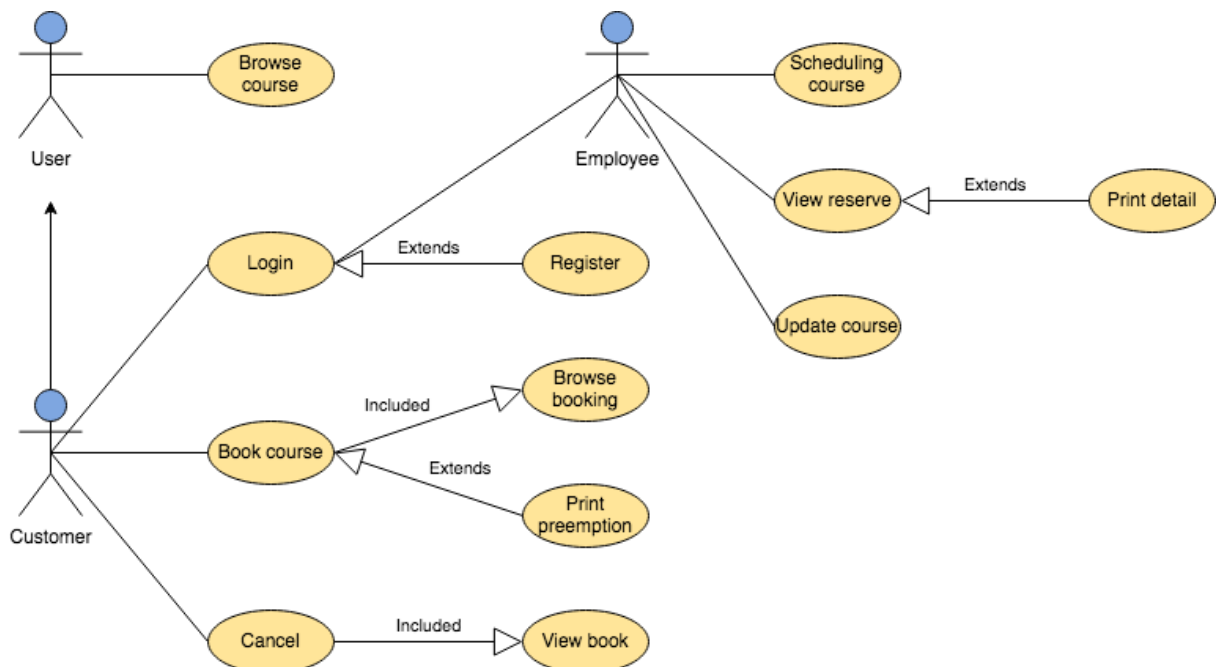 Browse
course
Scheduling
course
User
Employee
View reserve
Extends
Print detail
Login
Extends
Register
Update course
Browse
booking
Included
Book course
Extends
Print
preemption
Customer
Cancel
Included
View book